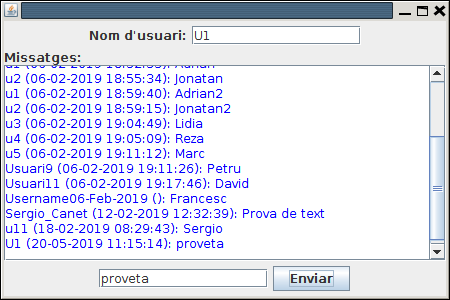 Nom d'usuari: U1
Missatges:
u2 (06-02-2019 18:55:34): Jonatan
u1 (06-02-2019 18:59:40): Adrian2
u2 (06-02-2019 18:59:15): Jonatan2
u3 (06-02-2019 19:04:49): Lidia
u4 (06-02-2019 19:05:09): Reza
u5 (06-02-2019 19:11:12): Marc
Usuari9 (06-02-2019 19:11:26): Petru
Usuari11 (06-02-2019 19:17:46): David
Username06-Feb-2019 (): Francesc
Sergio_Canet (12-02-2019 12:32:39): Prova de text
u11 (18-02-2019 08:29:43): Sergio
U1 (20-05-2019 11:15:14): proveta
proveta Enviar